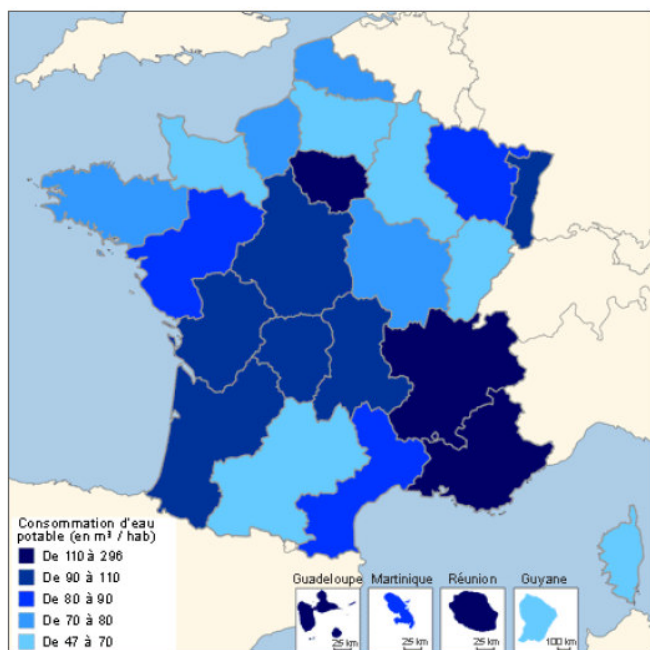 Consommation d'eau
potable (en m³ / hab)
De 110 à 296
De 90 à 110
De 80 à 90
De 70 à 80
De 47 à 70
Guadeloupe Martinique Réunion Guyane
25 km 25 km 25 km 100 km